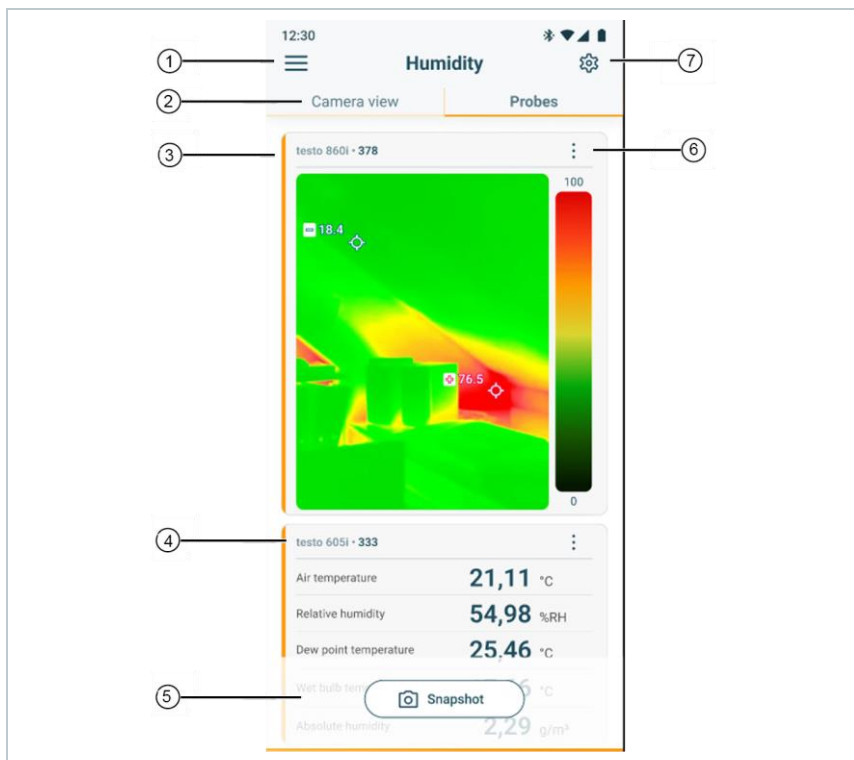 12:30
① Humidity ⑦
② Camera view Probes
③ testo 860i • 378 ⑥
100
18.4
76.5
0
④ testo 605i • 333
Air temperature 21,11 °C
Relative humidity 54,98 %RH
Dew point temperature 25,46 °C
Wet bulb °C
⑤ Snapshot
Absolute humidity 2,29 g/m³